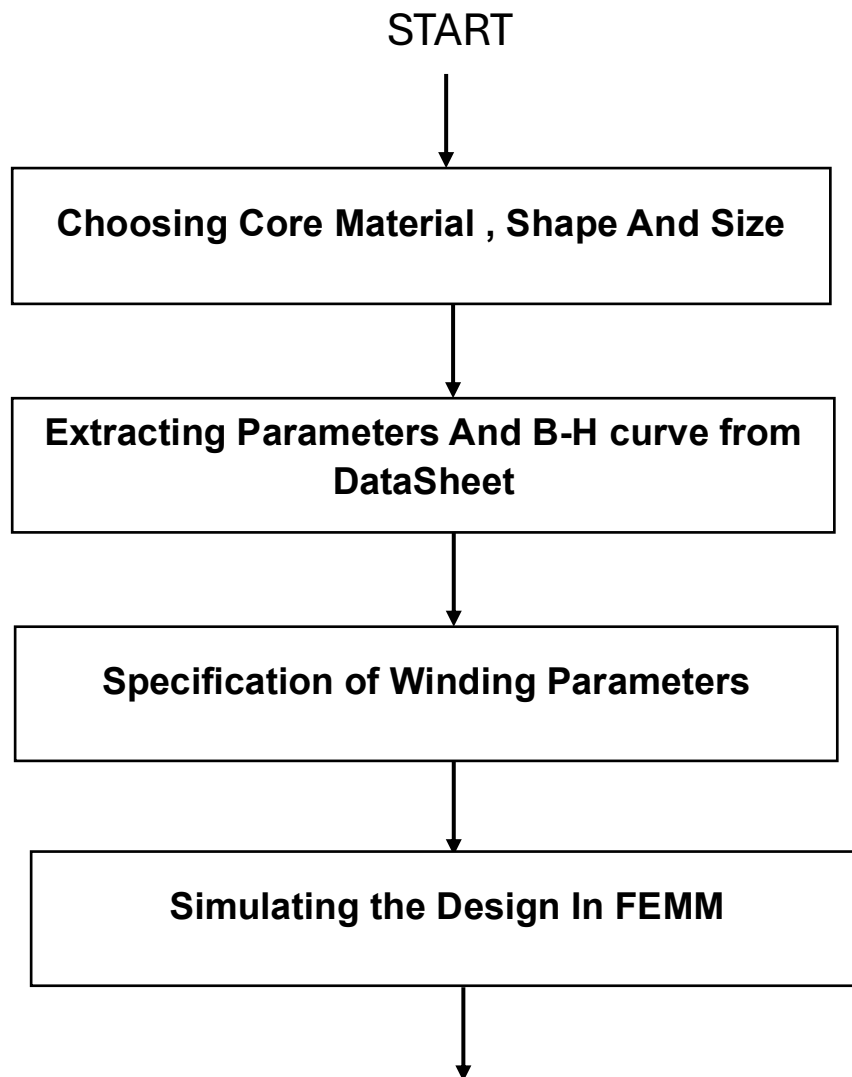 START
Choosing Core Material , Shape And Size
Extracting Parameters And B-H curve from
DataSheet
Specification of Winding Parameters
Simulating the Design In FEMM